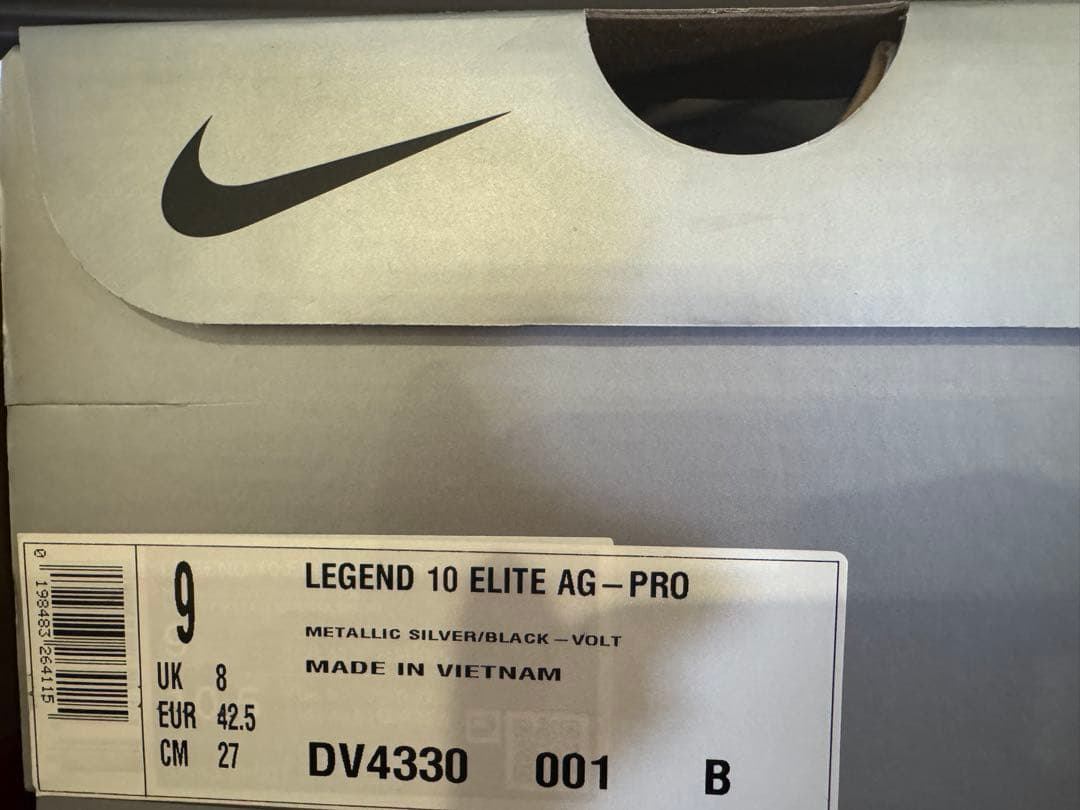 0 198483 264115
9
UK 8
EUR 42.5
CM 27
LEGEND 10 ELITE AG-PRO
METALLIC SILVER/BLACK-VOLT
MADE IN VIETNAM
DV4330 001 B